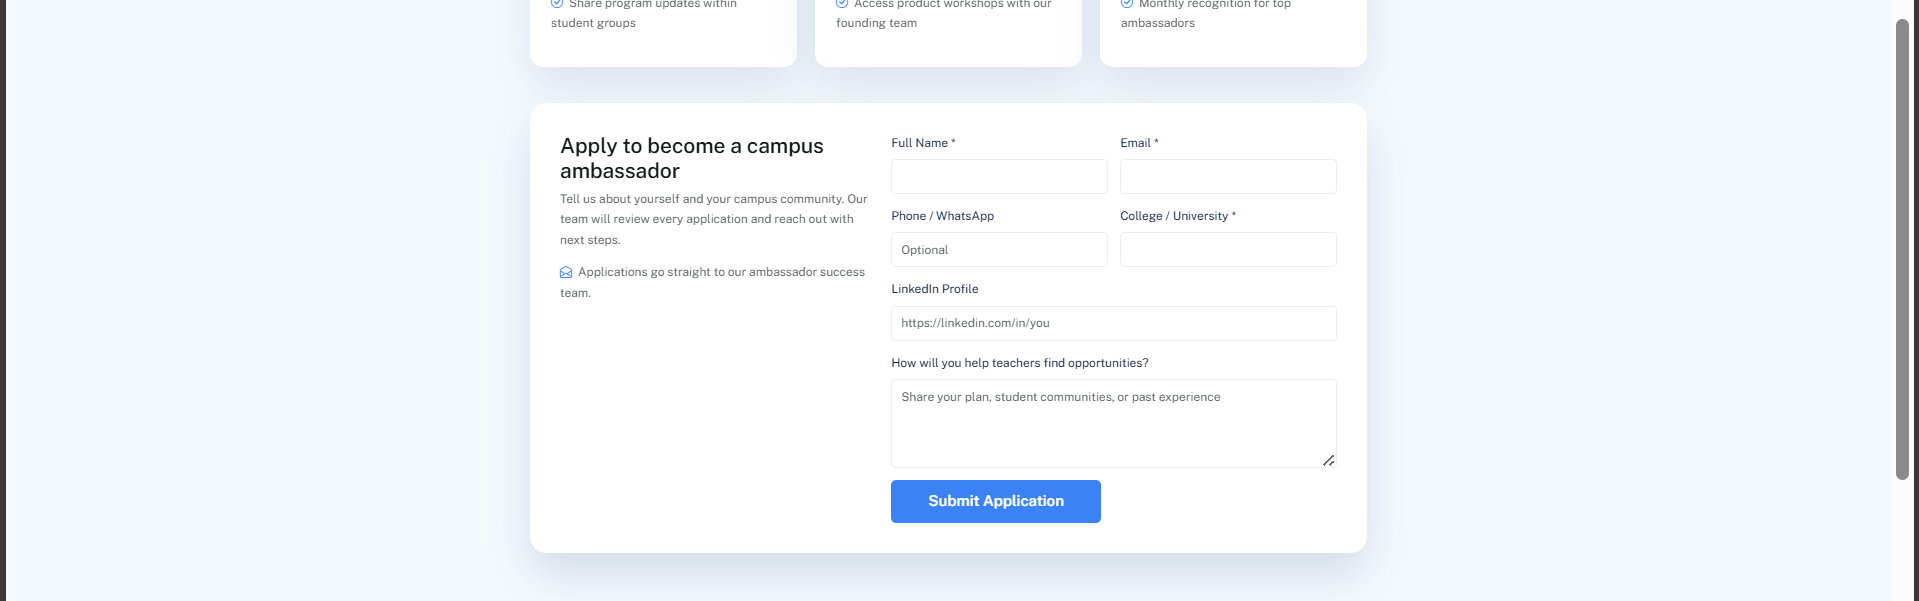 Share program updates within
student groups
Access product workshops with our
founding team
Monthly recognition for top
ambassadors
Apply to become a campus
ambassador
Tell us about yourself and your campus community. Our
team will review every application and reach out with
next steps.
Applications go straight to our ambassador success
team.
Full Name *
Email *
Phone / WhatsApp
College / University *
Optional
LinkedIn Profile
https://linkedin.com/in/you
How will you help teachers find opportunities?
Share your plan, student communities, or past experience
Submit Application